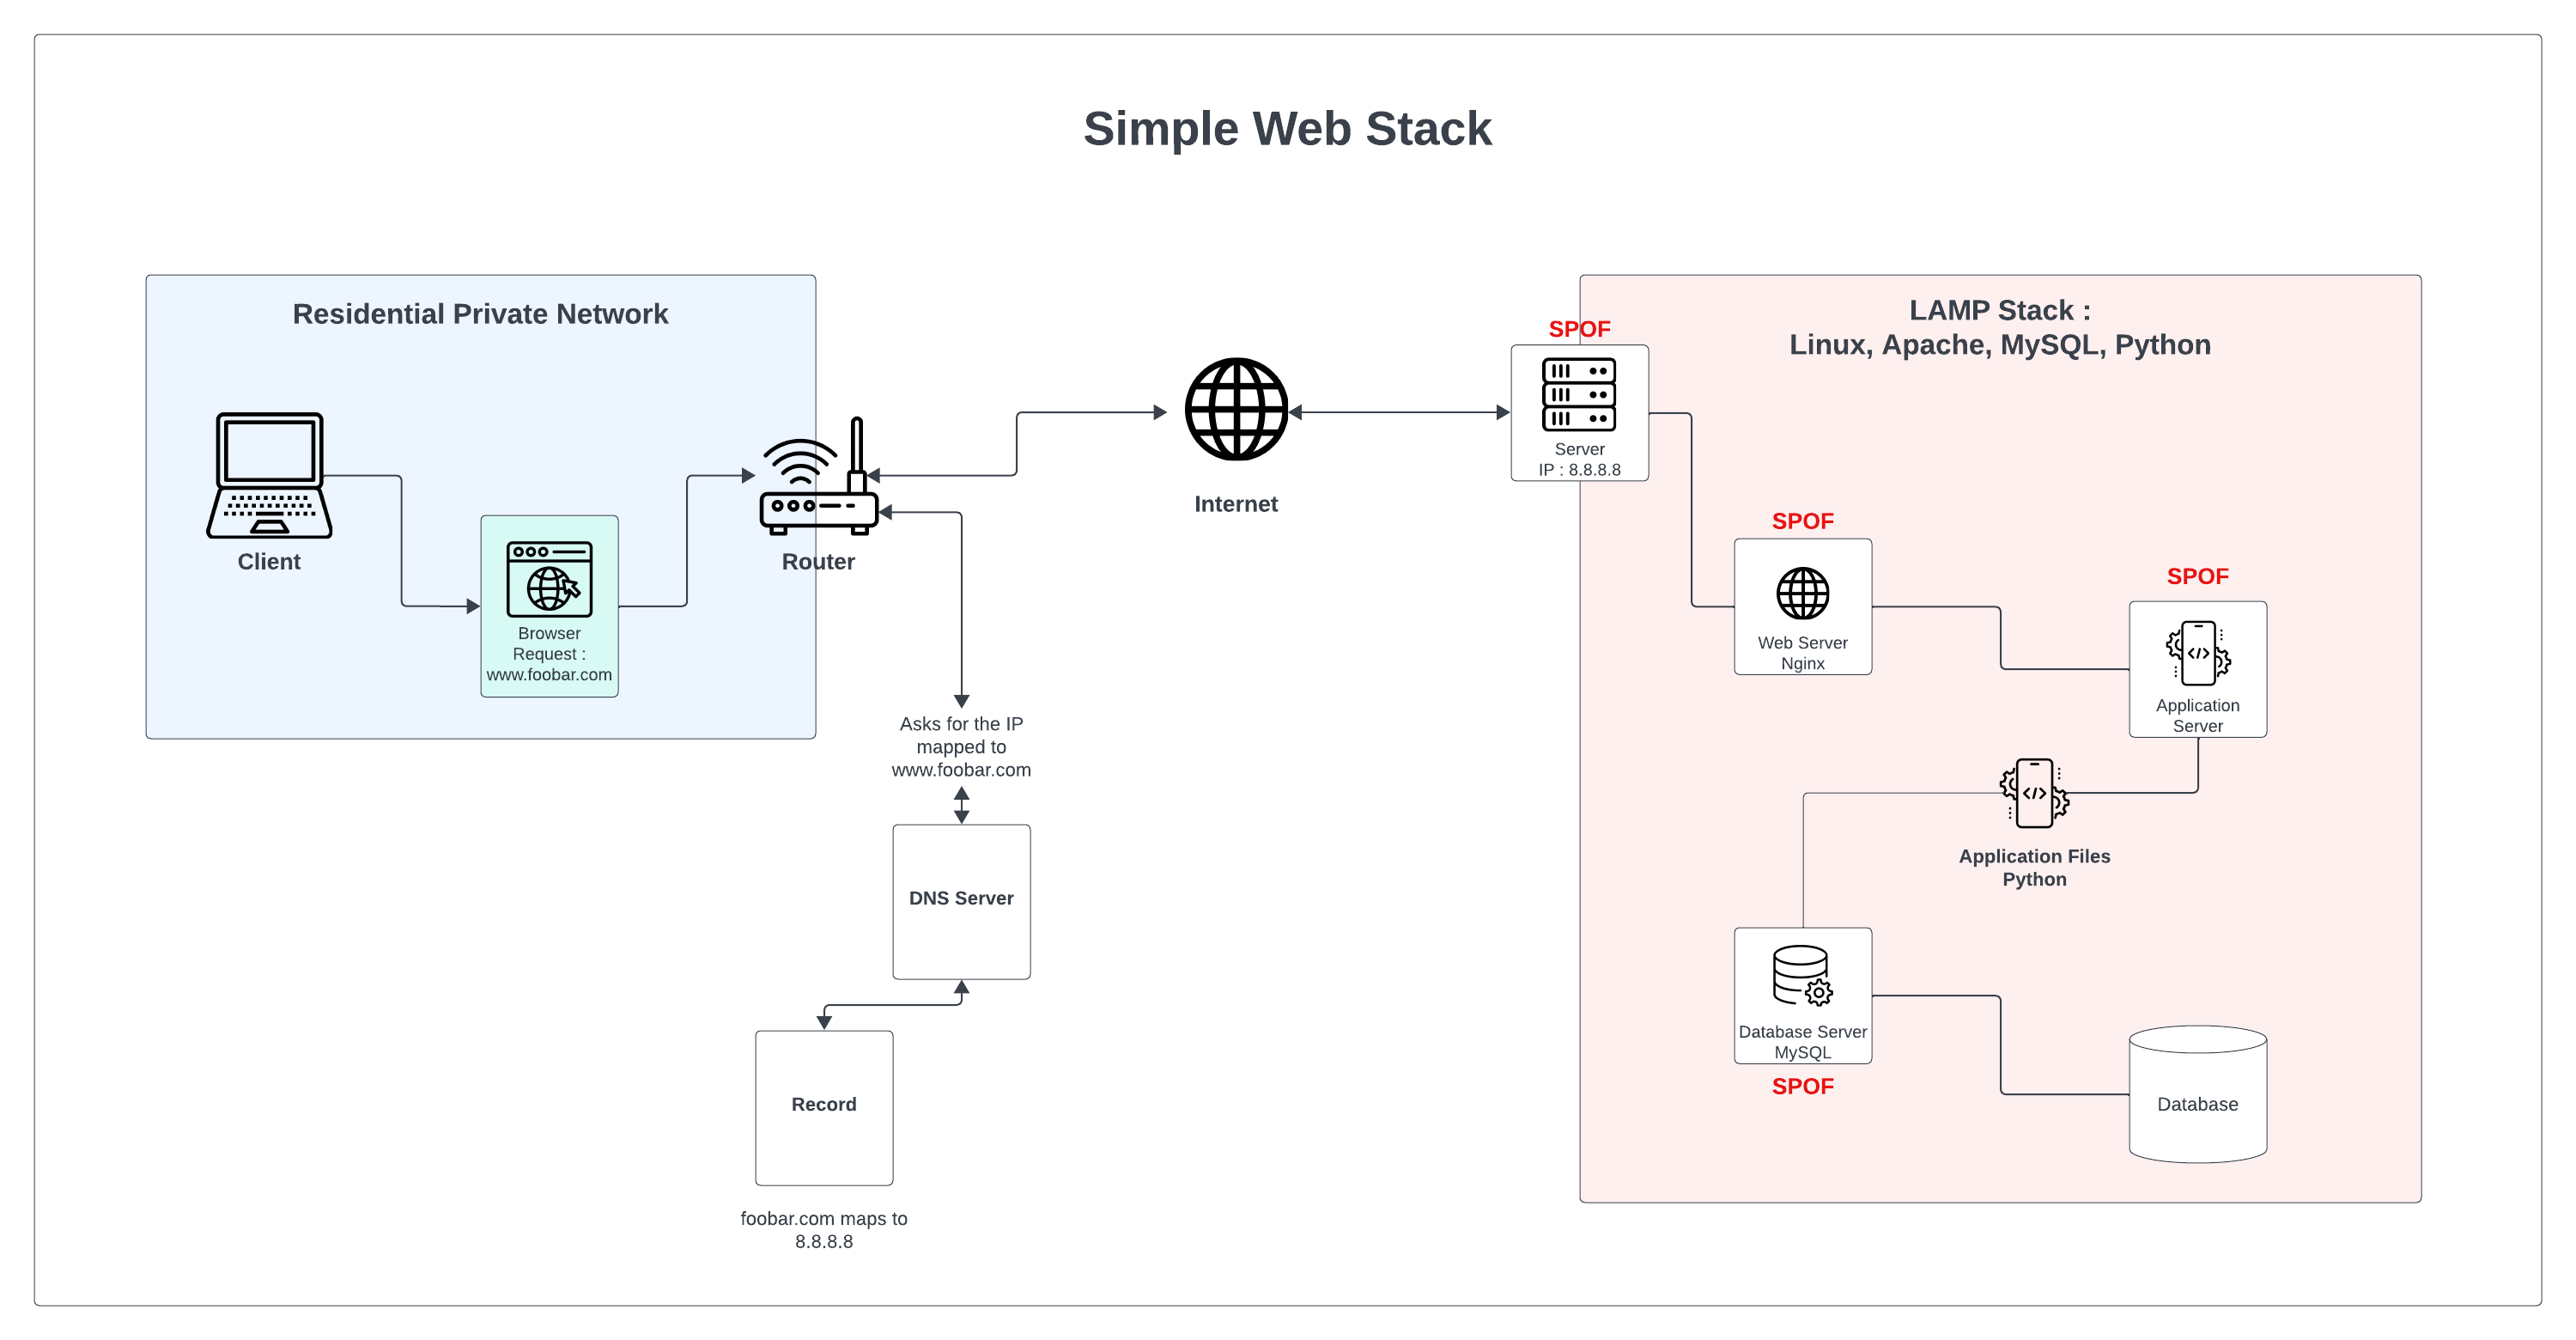 Simple Web Stack
Residential Private Network
Client
Browser
Request :
www.foobar.com
Router
Internet
Asks for the IP
mapped to
www.foobar.com
DNS Server
Record
foobar.com maps to
8.8.8.8
LAMP Stack :
Linux, Apache, MySQL, Python
SPOF
Server
IP : 8.8.8.8
SPOF
Web Server
Nginx
SPOF
Application
Server
Application Files
Python
Database Server
MySQL
SPOF
Database